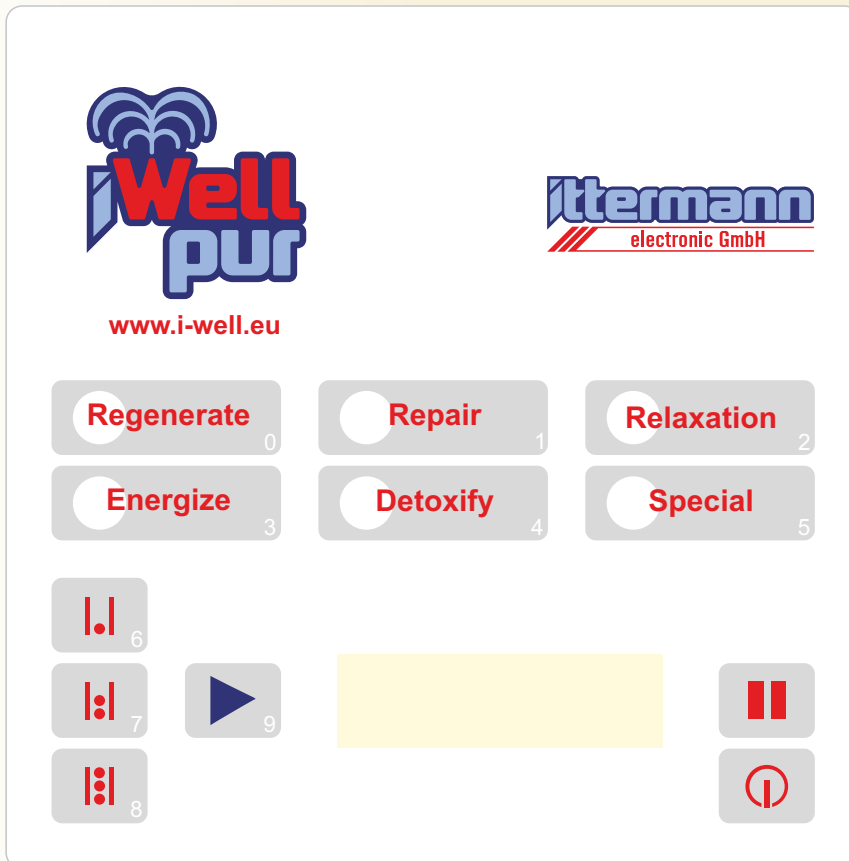 iWell
pur
www.i-well.eu
ittermann
electronic GmbH
Regenerate 0
Repair 1
Relaxation 2
Energize 3
Detoxify 4
Special 5
6
7
9
8